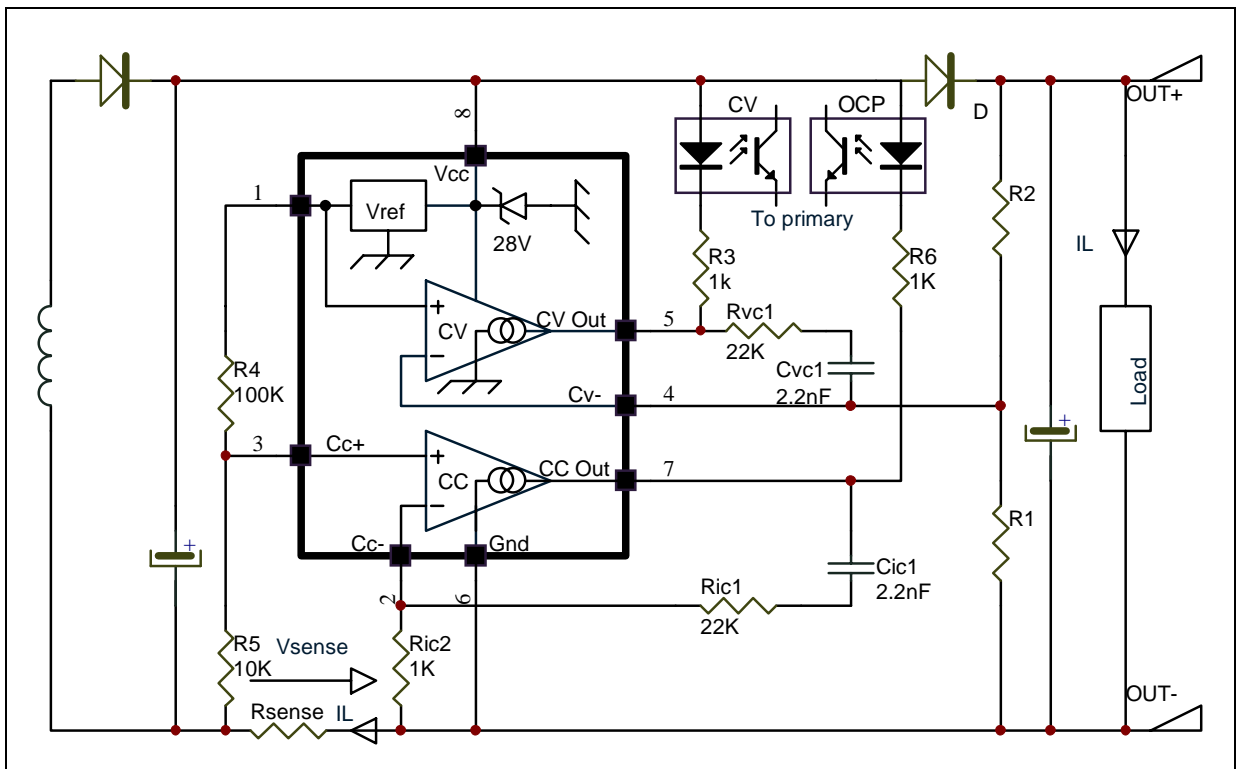 CV
OCP
D
OUT+
8
Vcc
1
Vref
28V
To primary
R2
IL
R3
1k
R6
1K
+
CV
−
CV Out
5
Rvc1
22K
Cvc1
2.2nF
Cv-
4
R4
100K
Load
+
3
Cc+
+
CC
−
CC Out
7
R1
+
Cc-
Gnd
2
6
Ric1
22K
Cic1
2.2nF
R5
10K
Vsense
Ric2
1K
Rsense
IL
OUT-